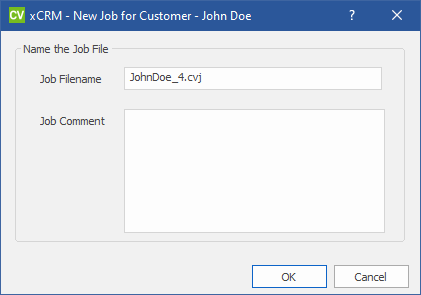 CV xCRM - New Job for Customer - John Doe ?
Name the Job File
Job Filename JohnDoe_4.cvj
Job Comment
OK Cancel